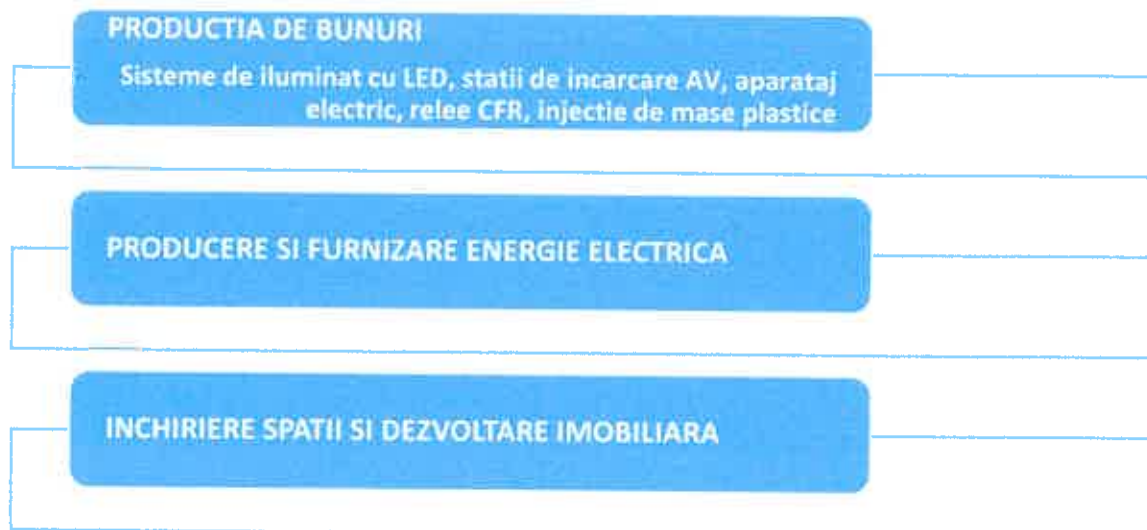 PRODUCTIA DE BUNURI
Sisteme de iluminat cu LED, statii de incarcare AV, aparataj
electric, relee CFR, injectie de mase plastice
PRODUCERE SI FURNIZARE ENERGIE ELECTRICA
INCHIRIERE SPATII SI DEZVOLTARE IMOBILIARA